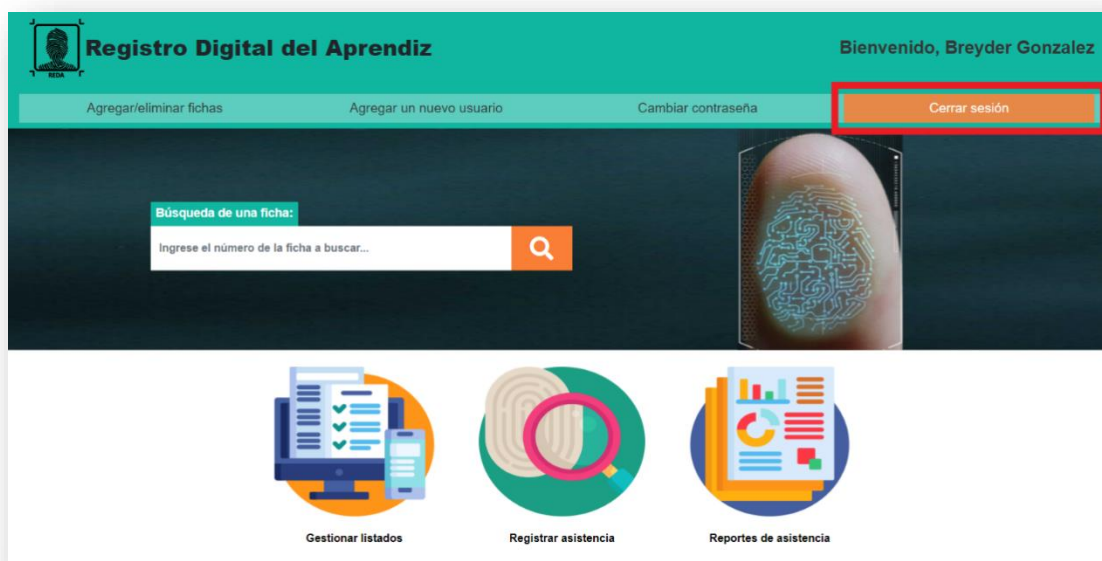 REDA
Registro Digital del Aprendiz
Bienvenido, Breyder Gonzalez
Agregar/eliminar fichas
Agregar un nuevo usuario
Cambiar contraseña
Cerrar sesión
Búsqueda de una ficha:
Ingrese el número de la ficha a buscar...
Gestionar listados
Registrar asistencia
Reportes de asistencia